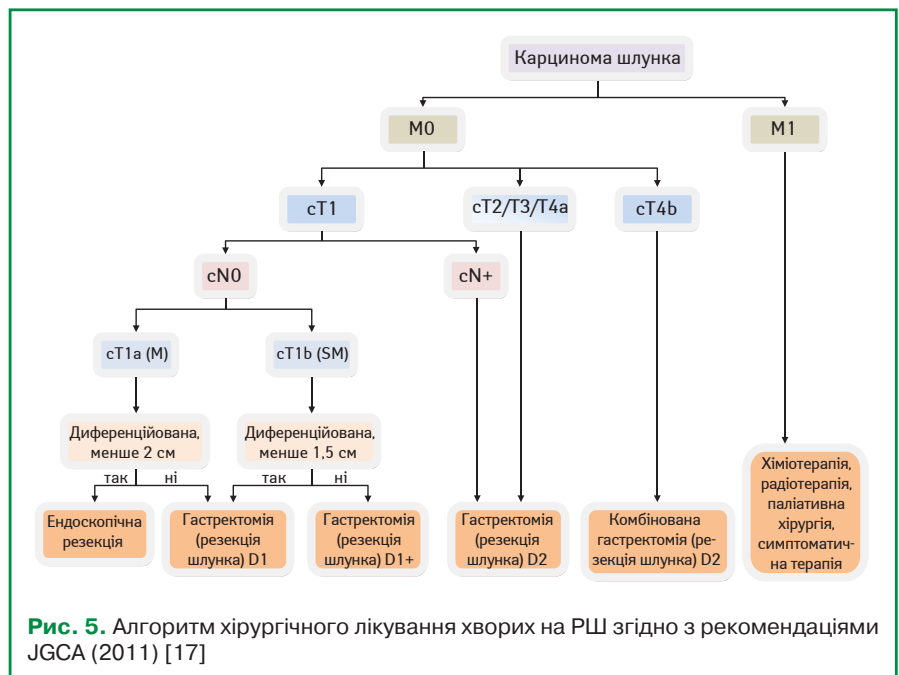 Карцинома шлунка
M0
M1
cT1
cT2/T3/T4a
cT4b
cN0
cN+
cT1a (M)
cT1b (SM)
Диференційована,
менше 2 см
Диференційована,
менше 1,5 см
так
ні
так
ні
Ендоскопічна
резекція
Гастректомія
(резекція
шлунка) D1
Гастректомія
(резекція
шлунка) D1+
Гастректомія
(резекція
шлунка) D2
Комбінована
гастректомія (ре-
зекція шлунка) D2
Хіміотерапія,
радіотерапія,
паліативна
хірургія,
симптоматич-
на терапія
Рис. 5. Алгоритм хірургічного лікування хворих на РШ згідно з рекомендаціями
JGCA (2011) [17]